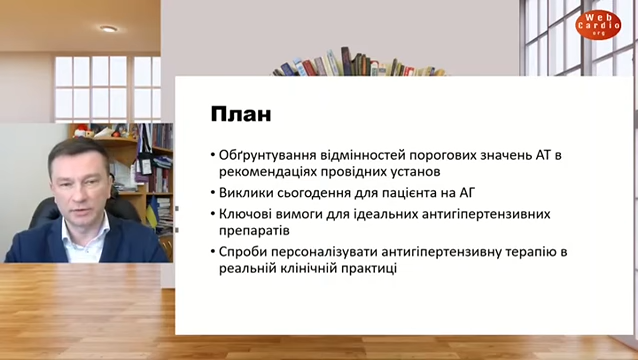 Web
Cardio
org
План
• Обґрунтування відмінностей порогових значень АТ в
рекомендаціях провідних установ
• Виклики сьогодення для пацієнта на АГ
• Ключові вимоги для ідеальних антигіпертензивних
препаратів
• Спроби персоналізувати антигіпертензивну терапію в
реальній клінічній практиці